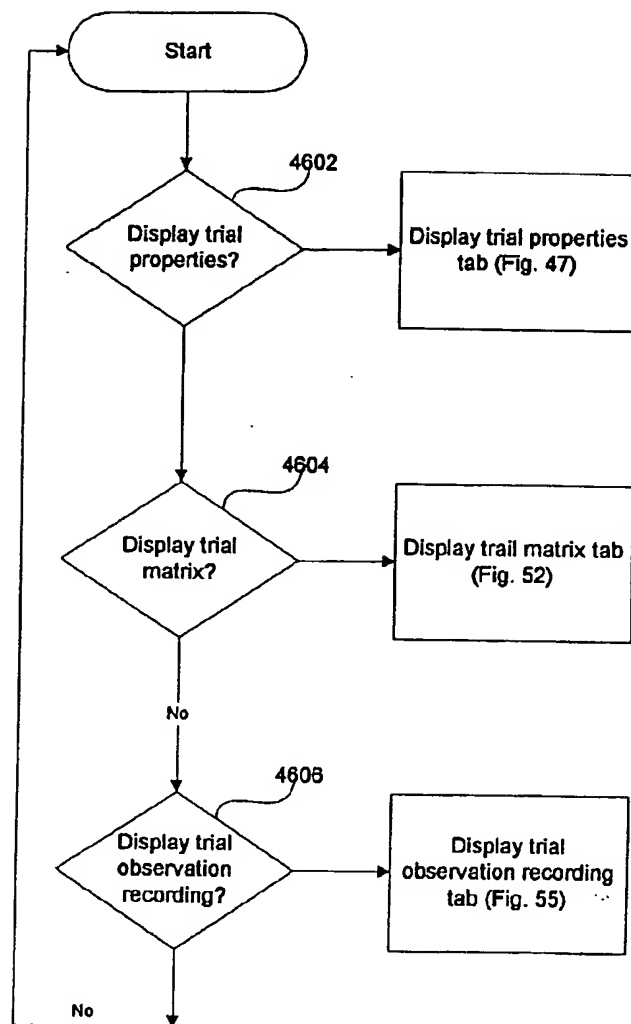 Start
4602
Display trial
properties?
Display trial properties
tab (Fig. 47)
4604
Display trial
matrix?
Display trail matrix tab
(Fig. 52)
No
4606
Display trial
observation
recording?
Display trial
observation recording
tab (Fig. 55)
No